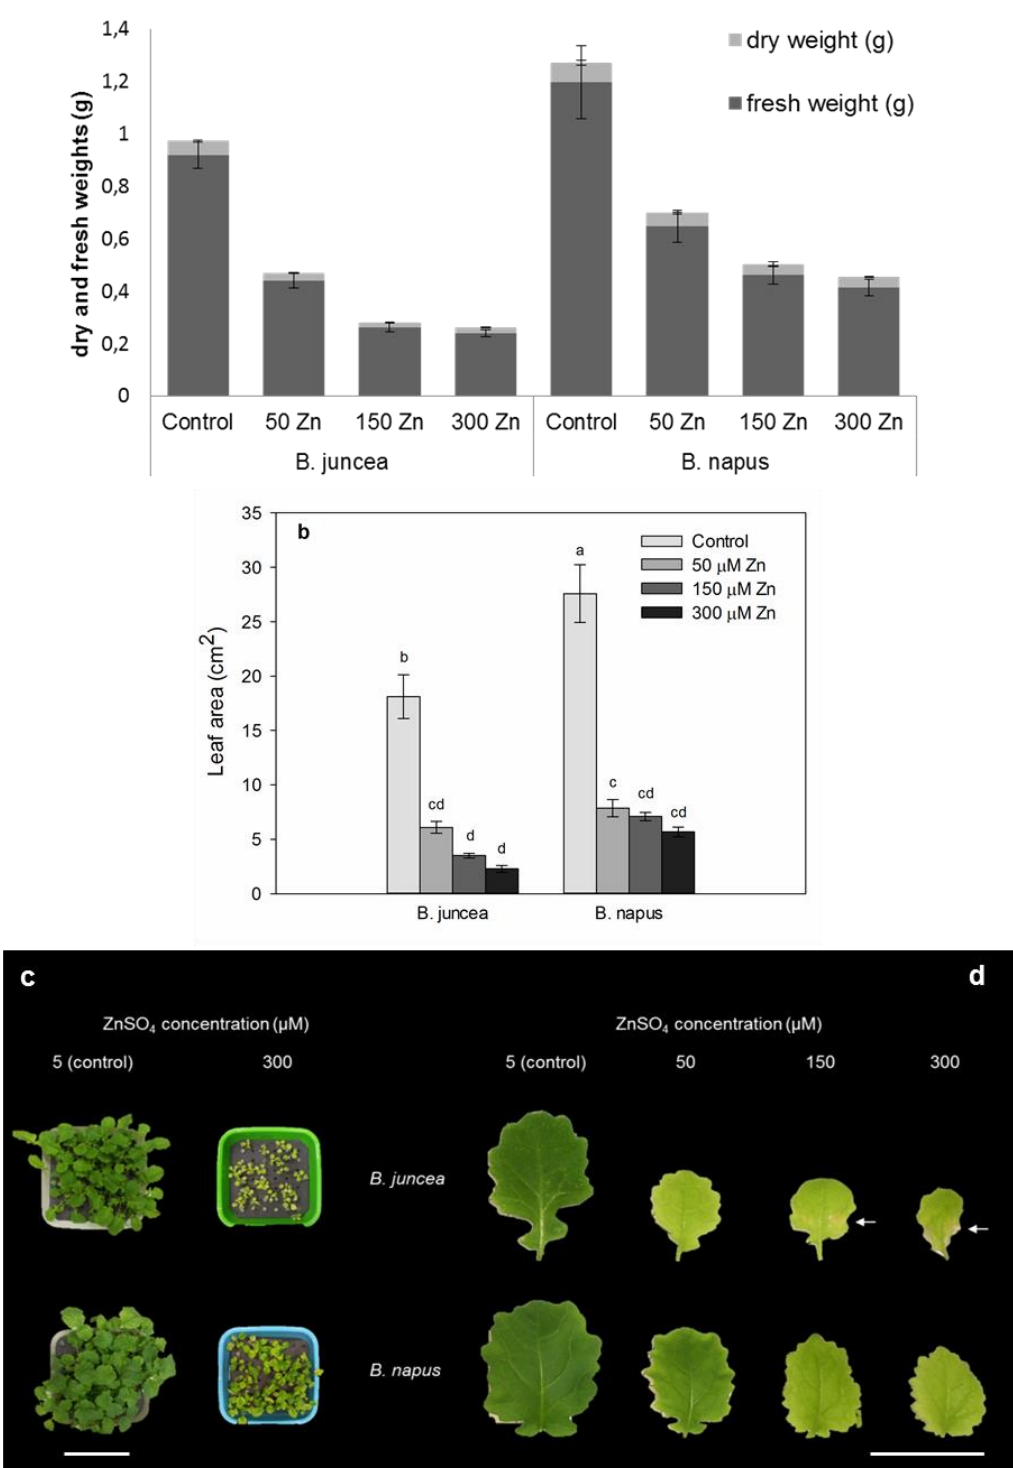 1,4
1,2
1
0,8
0,6
0,4
0,2
0
dry and fresh weights (g)
dry weight (g)
fresh weight (g)
Control 50 Zn 150 Zn 300 Zn Control 50 Zn 150 Zn 300 Zn
B. juncea B. napus
b
35
30
25
20
15
10
5
0
Leaf area (cm²)
Control
50 µM Zn
150 µM Zn
300 µM Zn
b
cd
d
d
a
c
cd
cd
B. juncea B. napus
c
d
ZnSO₄ concentration (µM) ZnSO₄ concentration (µM)
5 (control) 300 5 (control) 50 150 300
B. juncea
B. napus